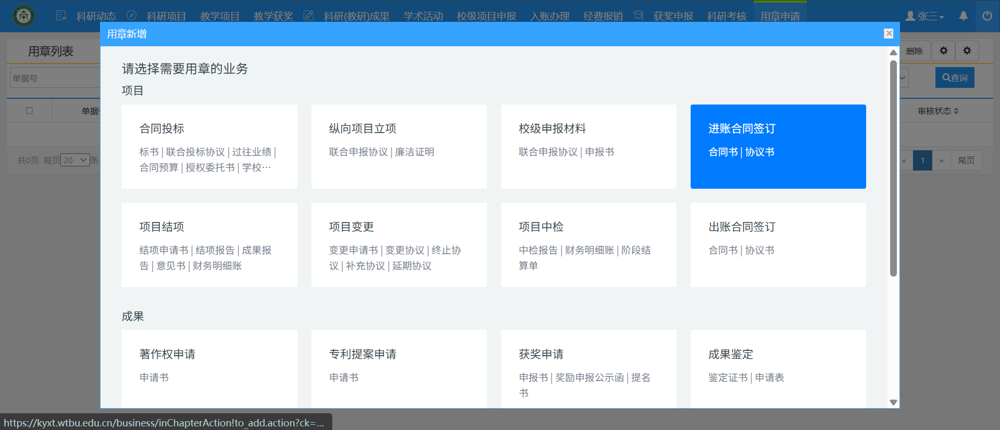 科研动态 科研项目 教学项目 教学获奖 科研(教研)成果 学术活动 校级项目申报 入账办理 经费报销 获奖申报 科研考核 用章申请 张三
用章新增
用章列表
删除
单据号
查询
单据
审核状态
共0页 每页 20 条
« 1 » 尾页
请选择需要用章的业务
项目
合同投标
标书 | 联合投标协议 | 过往业绩 |
合同预算 | 授权委托书 | 学校…
纵向项目立项
联合申报协议 | 廉洁证明
校级申报材料
联合申报协议 | 申报书
进账合同签订
合同书 | 协议书
项目结项
结项申请书 | 结项报告 | 成果报
告 | 意见书 | 财务明细账
项目变更
变更申请书 | 变更协议 | 终止协
议 | 补充协议 | 延期协议
项目中检
中检报告 | 财务明细账 | 阶段结
算单
出账合同签订
合同书 | 协议书
成果
著作权申请
申请书
专利提案申请
申请书
获奖申请
申报书 | 奖励申报公示函 | 提名
书
成果鉴定
鉴定证书 | 申请表
https://kyxt.wtbu.edu.cn/business/inChapterAction!to_add.action?ck=...